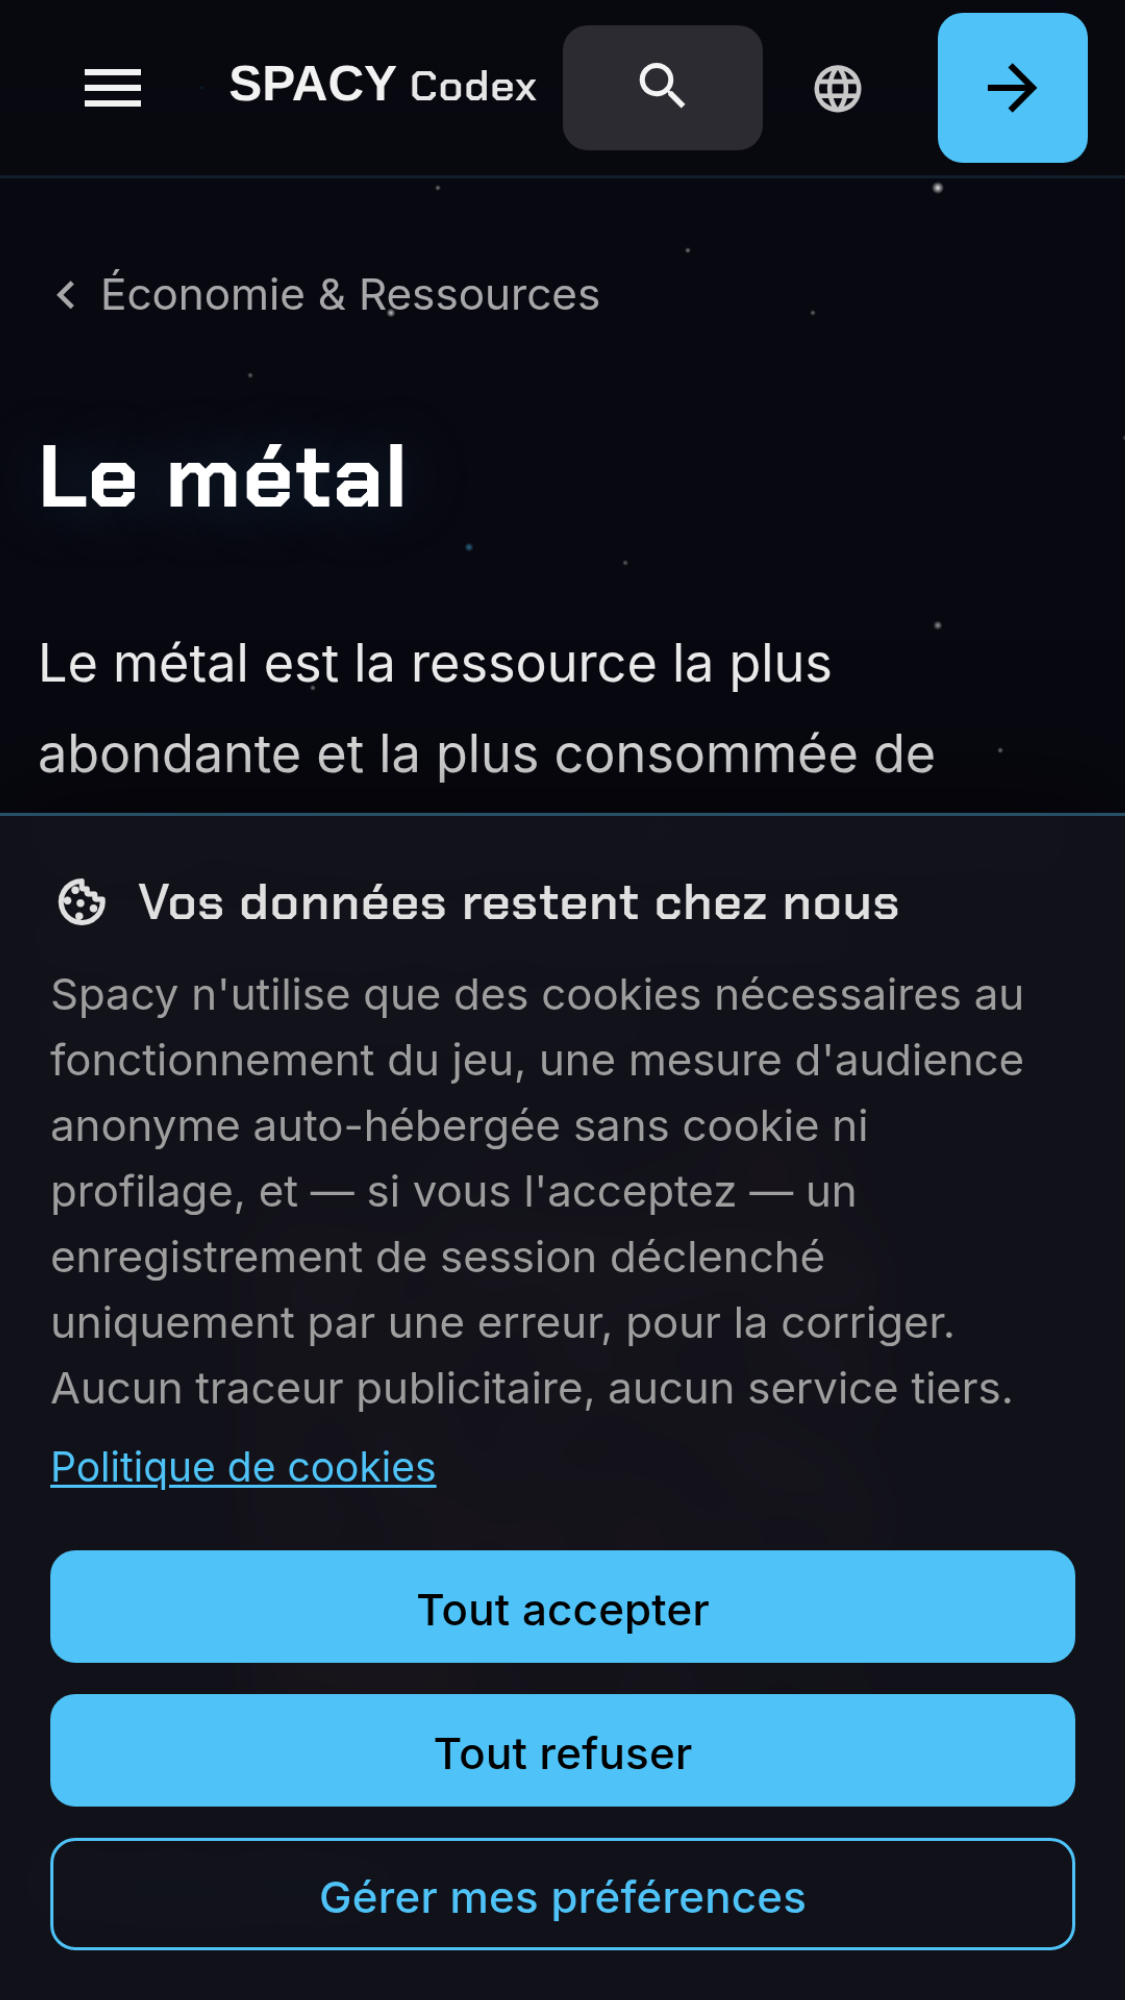 SPACY Codex
Économie & Ressources
Le métal
Le métal est la ressource la plus
abondante et la plus consommée de
Vos données restent chez nous
Spacy n'utilise que des cookies nécessaires au
fonctionnement du jeu, une mesure d'audience
anonyme auto-hébergée sans cookie ni
profilage, et — si vous l'acceptez — un
enregistrement de session déclenché
uniquement par une erreur, pour la corriger.
Aucun traceur publicitaire, aucun service tiers.
Politique de cookies
Tout accepter
Tout refuser
Gérer mes préférences